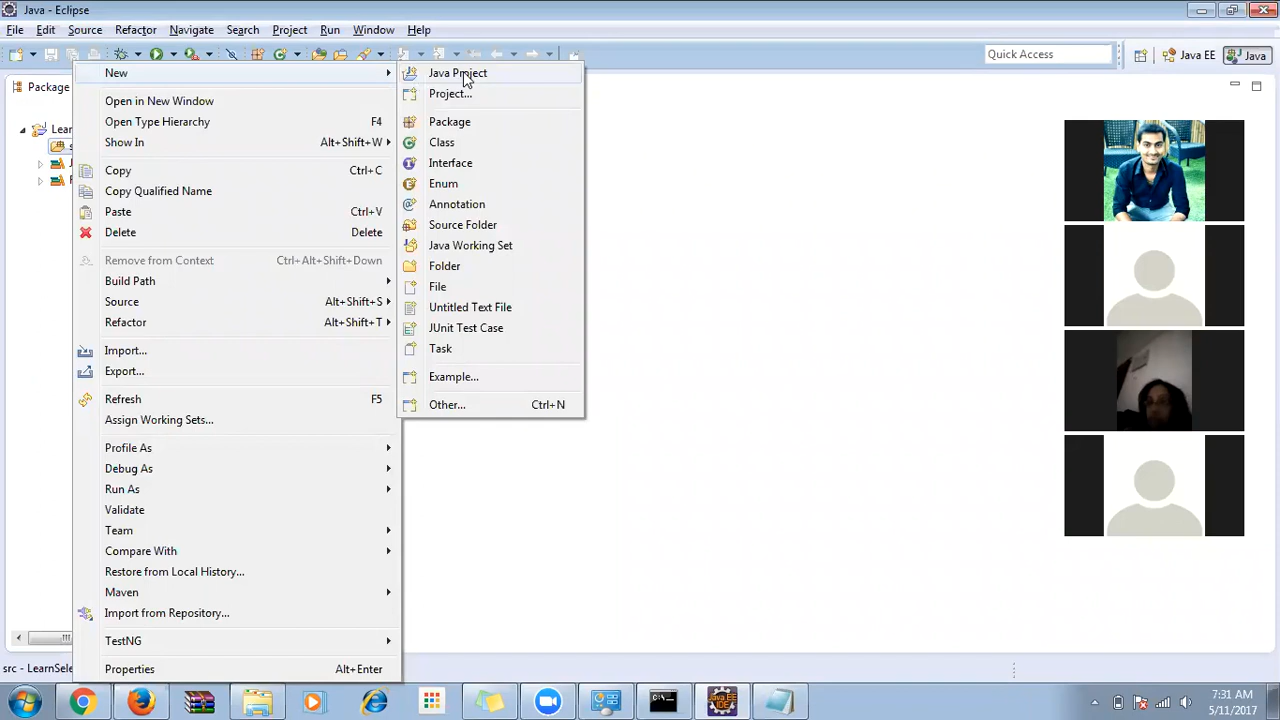 Java - Eclipse
File Edit Source Refactor Navigate Search Project Run Window Help
Quick Access
Java EE
Java
Package
Learn
New
Open in New Window
Open Type Hierarchy F4
Show In Alt+Shift+W
Copy Ctrl+C
Copy Qualified Name
Paste Ctrl+V
Delete Delete
Remove from Context Ctrl+Alt+Shift+Down
Build Path
Source Alt+Shift+S
Refactor Alt+Shift+T
Import...
Export...
Refresh F5
Assign Working Sets...
Profile As
Debug As
Run As
Validate
Team
Compare With
Restore from Local History...
Maven
Import from Repository...
TestNG
Properties Alt+Enter
Java Project
Project...
Package
Class
Interface
Enum
Annotation
Source Folder
Java Working Set
Folder
File
Untitled Text File
JUnit Test Case
Task
Example...
Other... Ctrl+N
src - LearnSele
Java EE
IDE
7:31 AM
5/11/2017